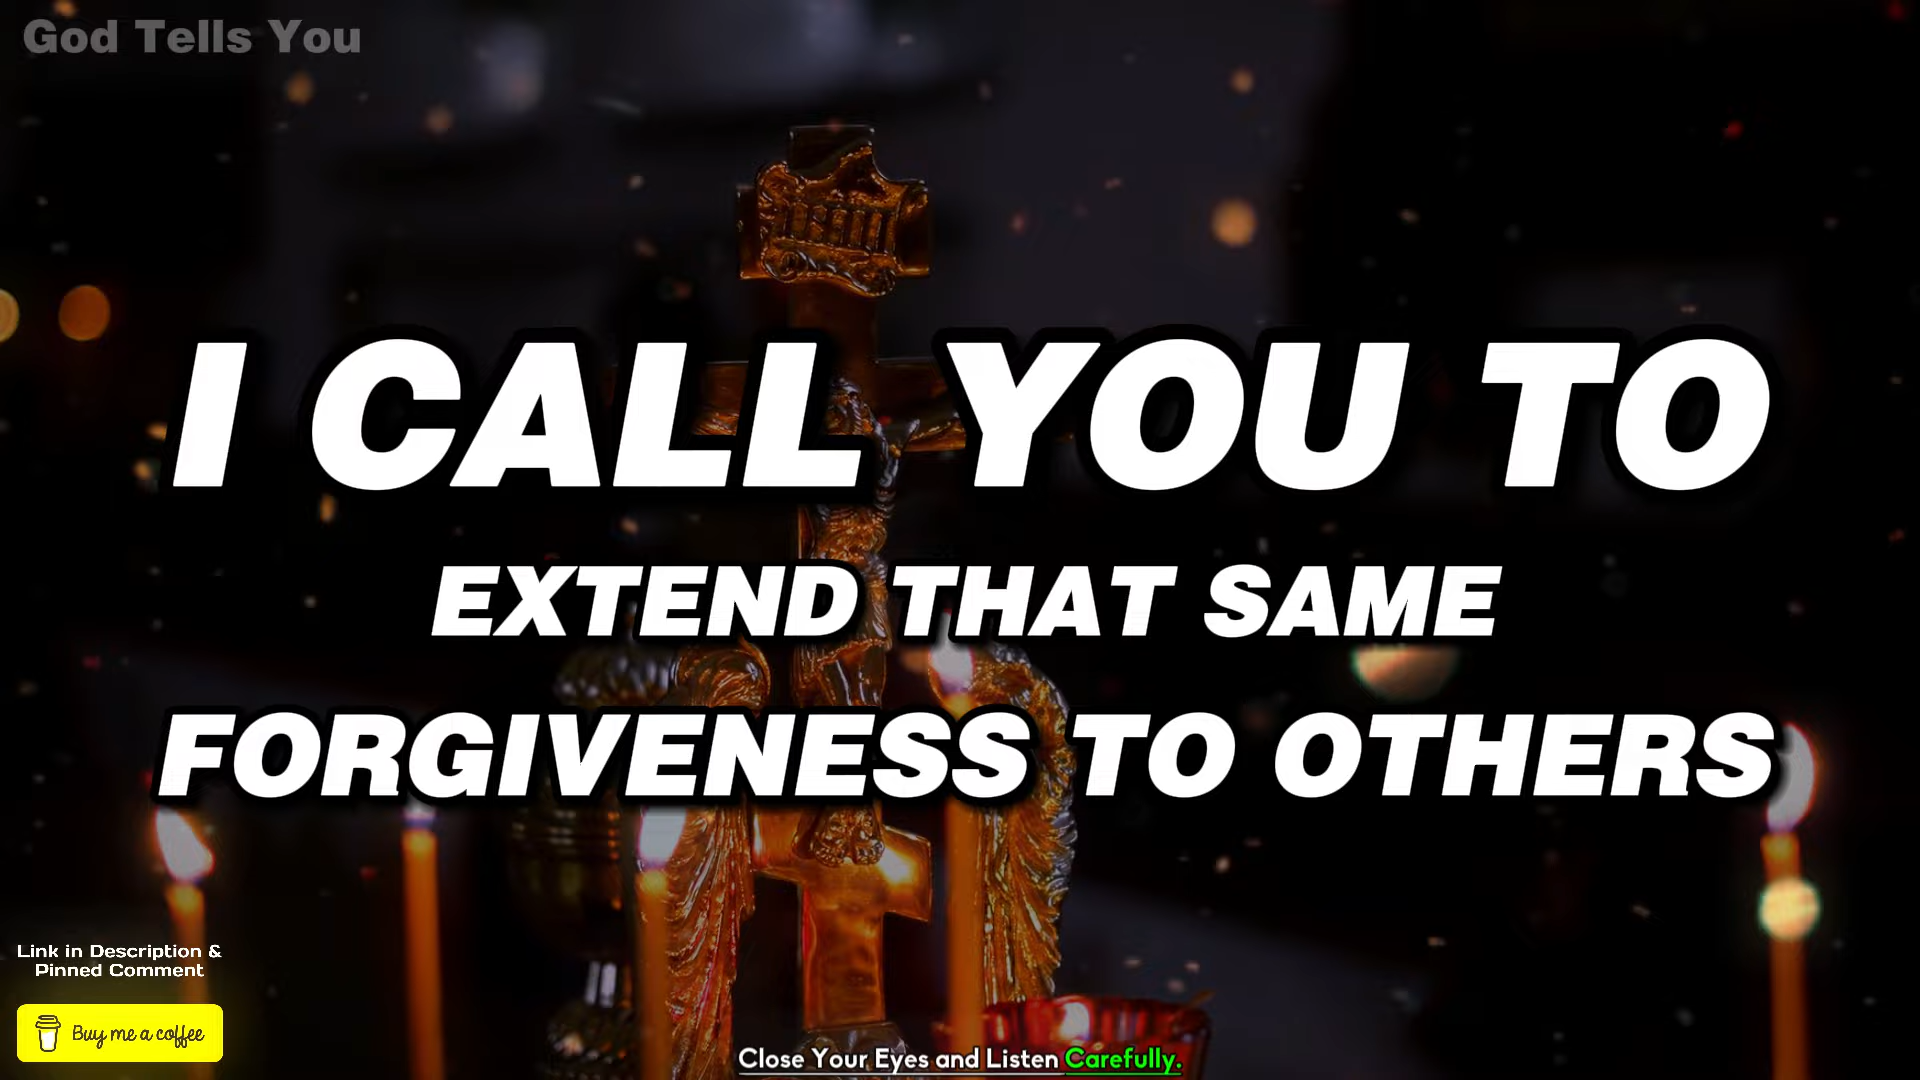 God Tells You
I CALL YOU TO
EXTEND THAT SAME
FORGIVENESS TO OTHERS
Link in Description &
Pinned Comment
Buy me a coffee
Close Your Eyes and Listen Carefully.